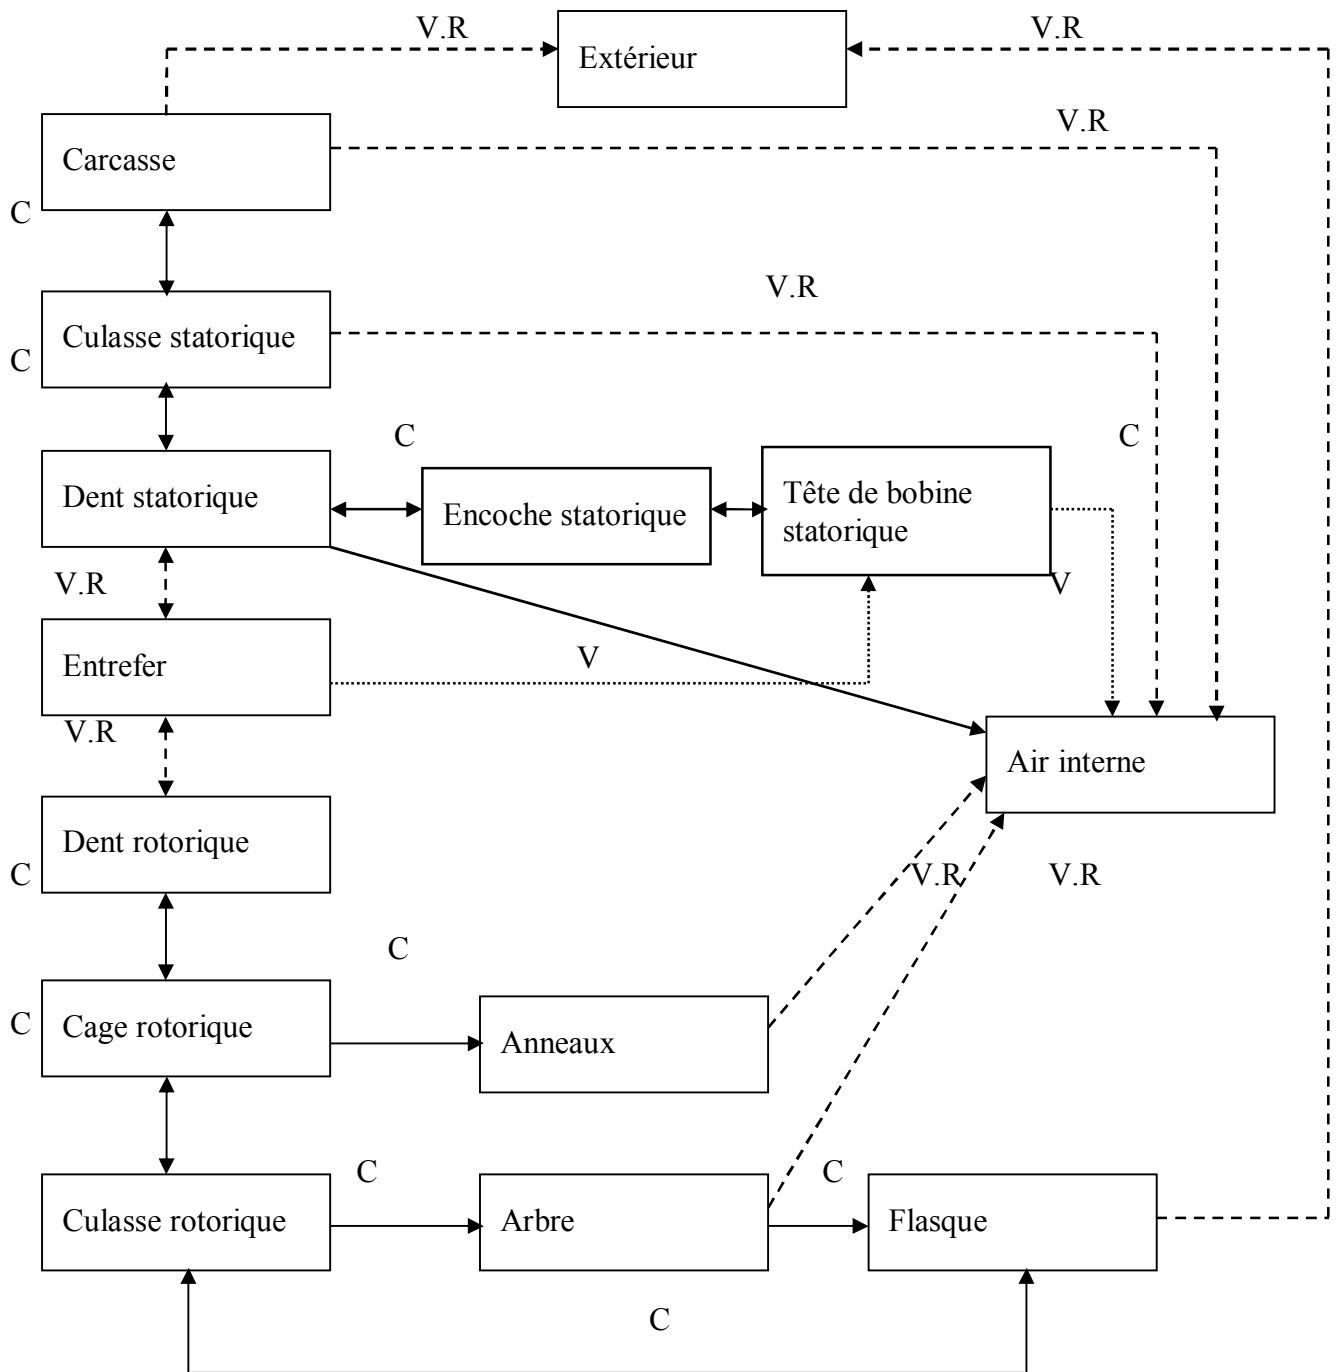 V.R
V.R
Extérieur
V.R
Carcasse
C
V.R
Culasse statorique
C
C
C
Dent statorique
Encoche statorique
Tête de bobine
statorique
V.R
V
V
Entrefer
V.R
Air interne
Dent rotorique
C
V.R
V.R
C
C
Cage rotorique
Anneaux
C
C
Culasse rotorique
Arbre
Flasque
C